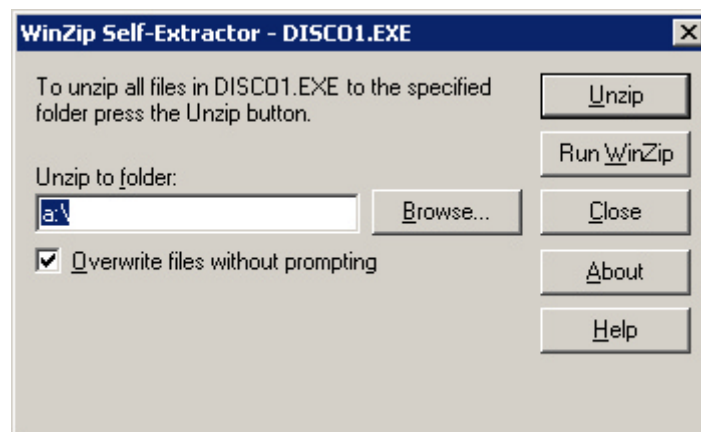 WinZip Self-Extractor - DISCO1.EXE
To unzip all files in DISCO1.EXE to the specified
folder press the Unzip button.
Unzip to folder:
a:\
Browse...
Overwrite files without prompting
Unzip
Run WinZip
Close
About
Help